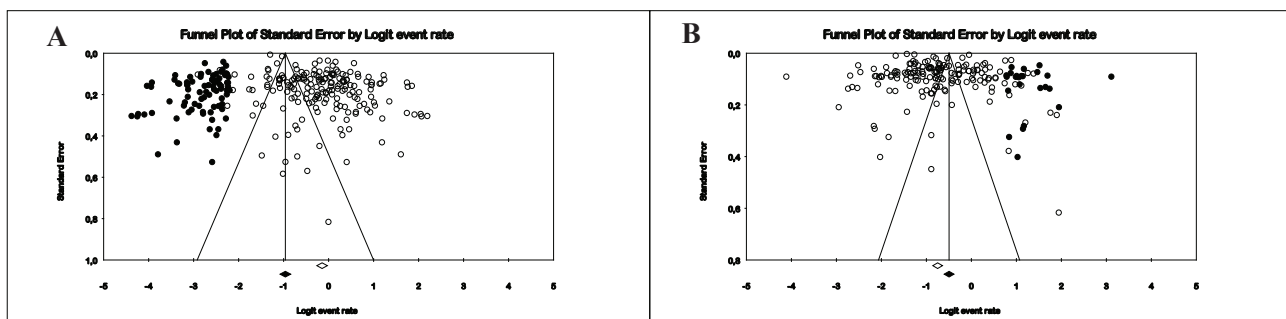 A
Funnel Plot of Standard Error by Logit event rate
0,0
0,2
0,4
0,6
0,8
1,0
Standard Error
-5 -4 -3 -2 -1 0 1 2 3 4 5
Logit event rate
B
Funnel Plot of Standard Error by Logit event rate
0,0
0,2
0,4
0,6
0,8
Standard Error
-5 -4 -3 -2 -1 0 1 2 3 4 5
Logit event rate